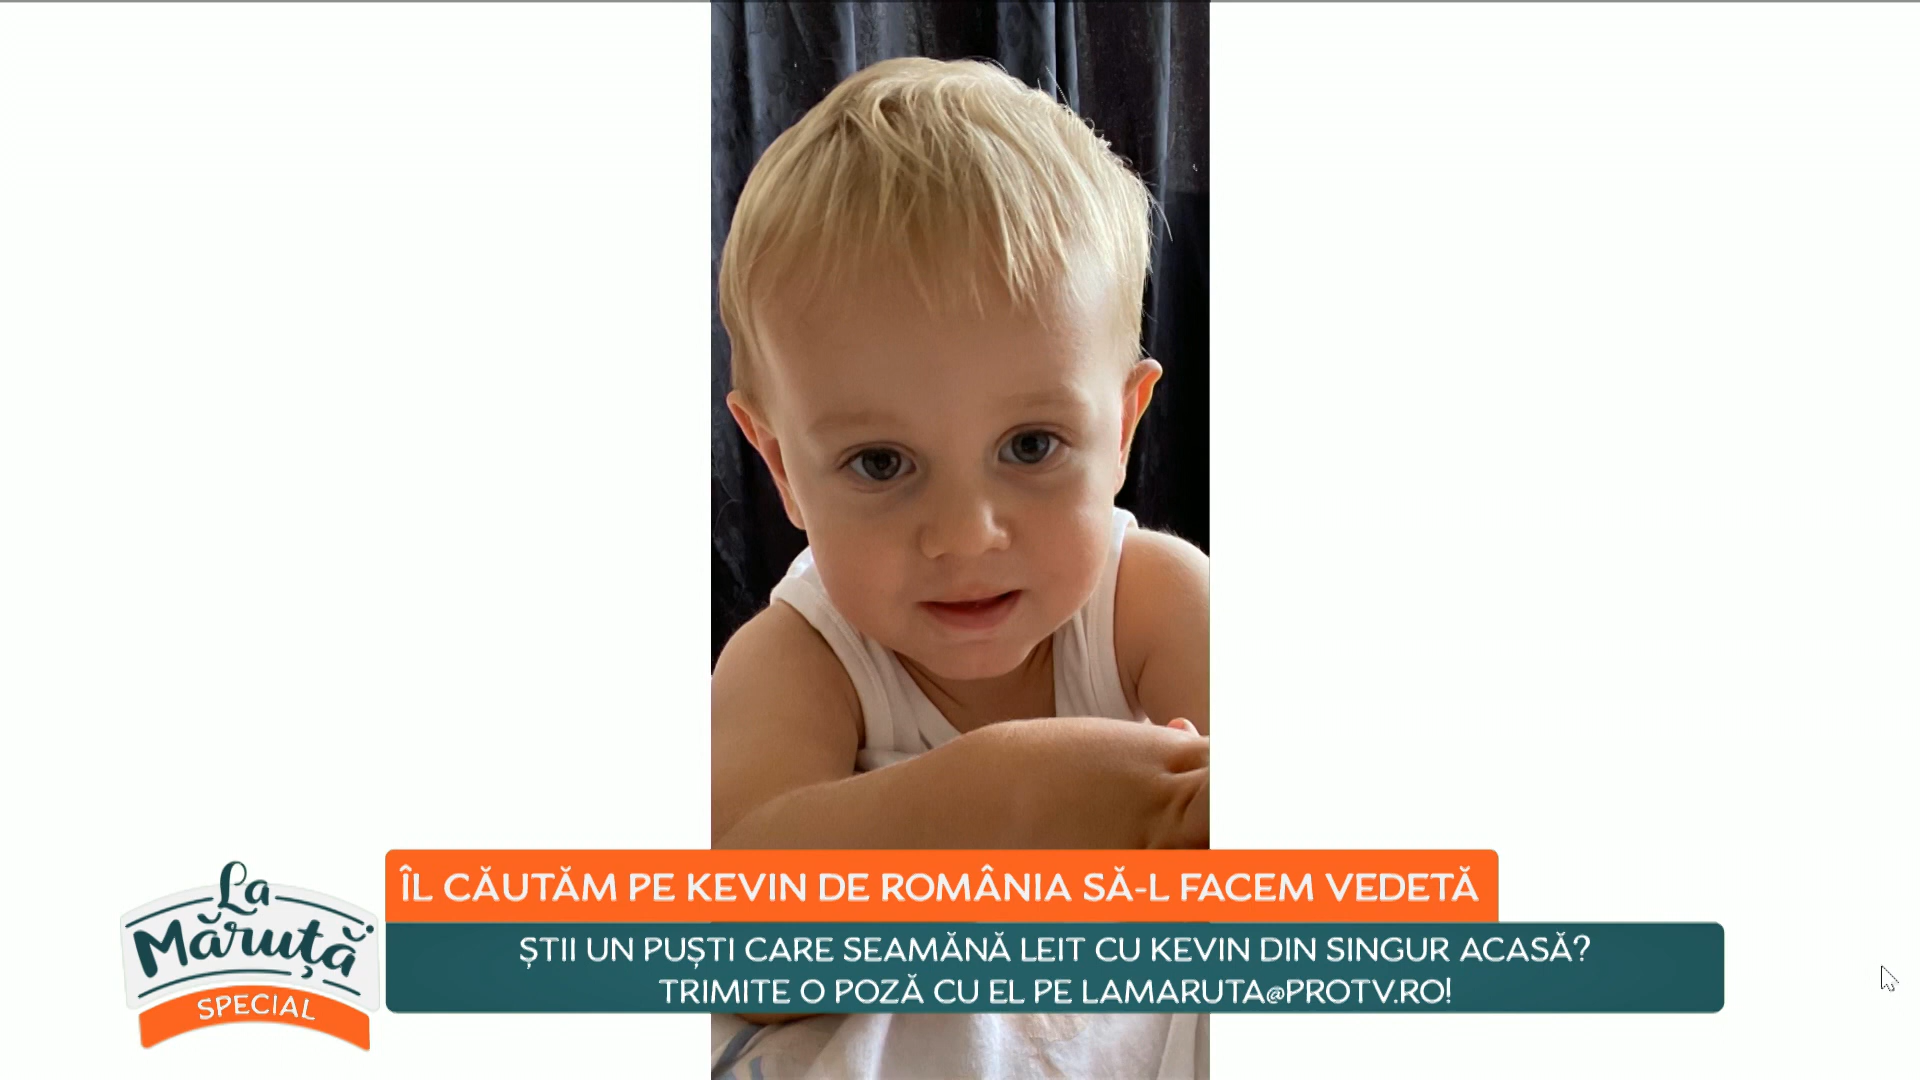 ÎL CĂUTĂM PE KEVIN DE ROMÂNIA SĂ-L FACEM VEDETĂ
ȘTII UN PUȘTI CARE SEAMĂNĂ LEIT CU KEVIN DIN SINGUR ACASĂ?
TRIMITE O POZĂ CU EL PE LAMARUTA@PROTV.RO!
La
Măruță
SPECIAL